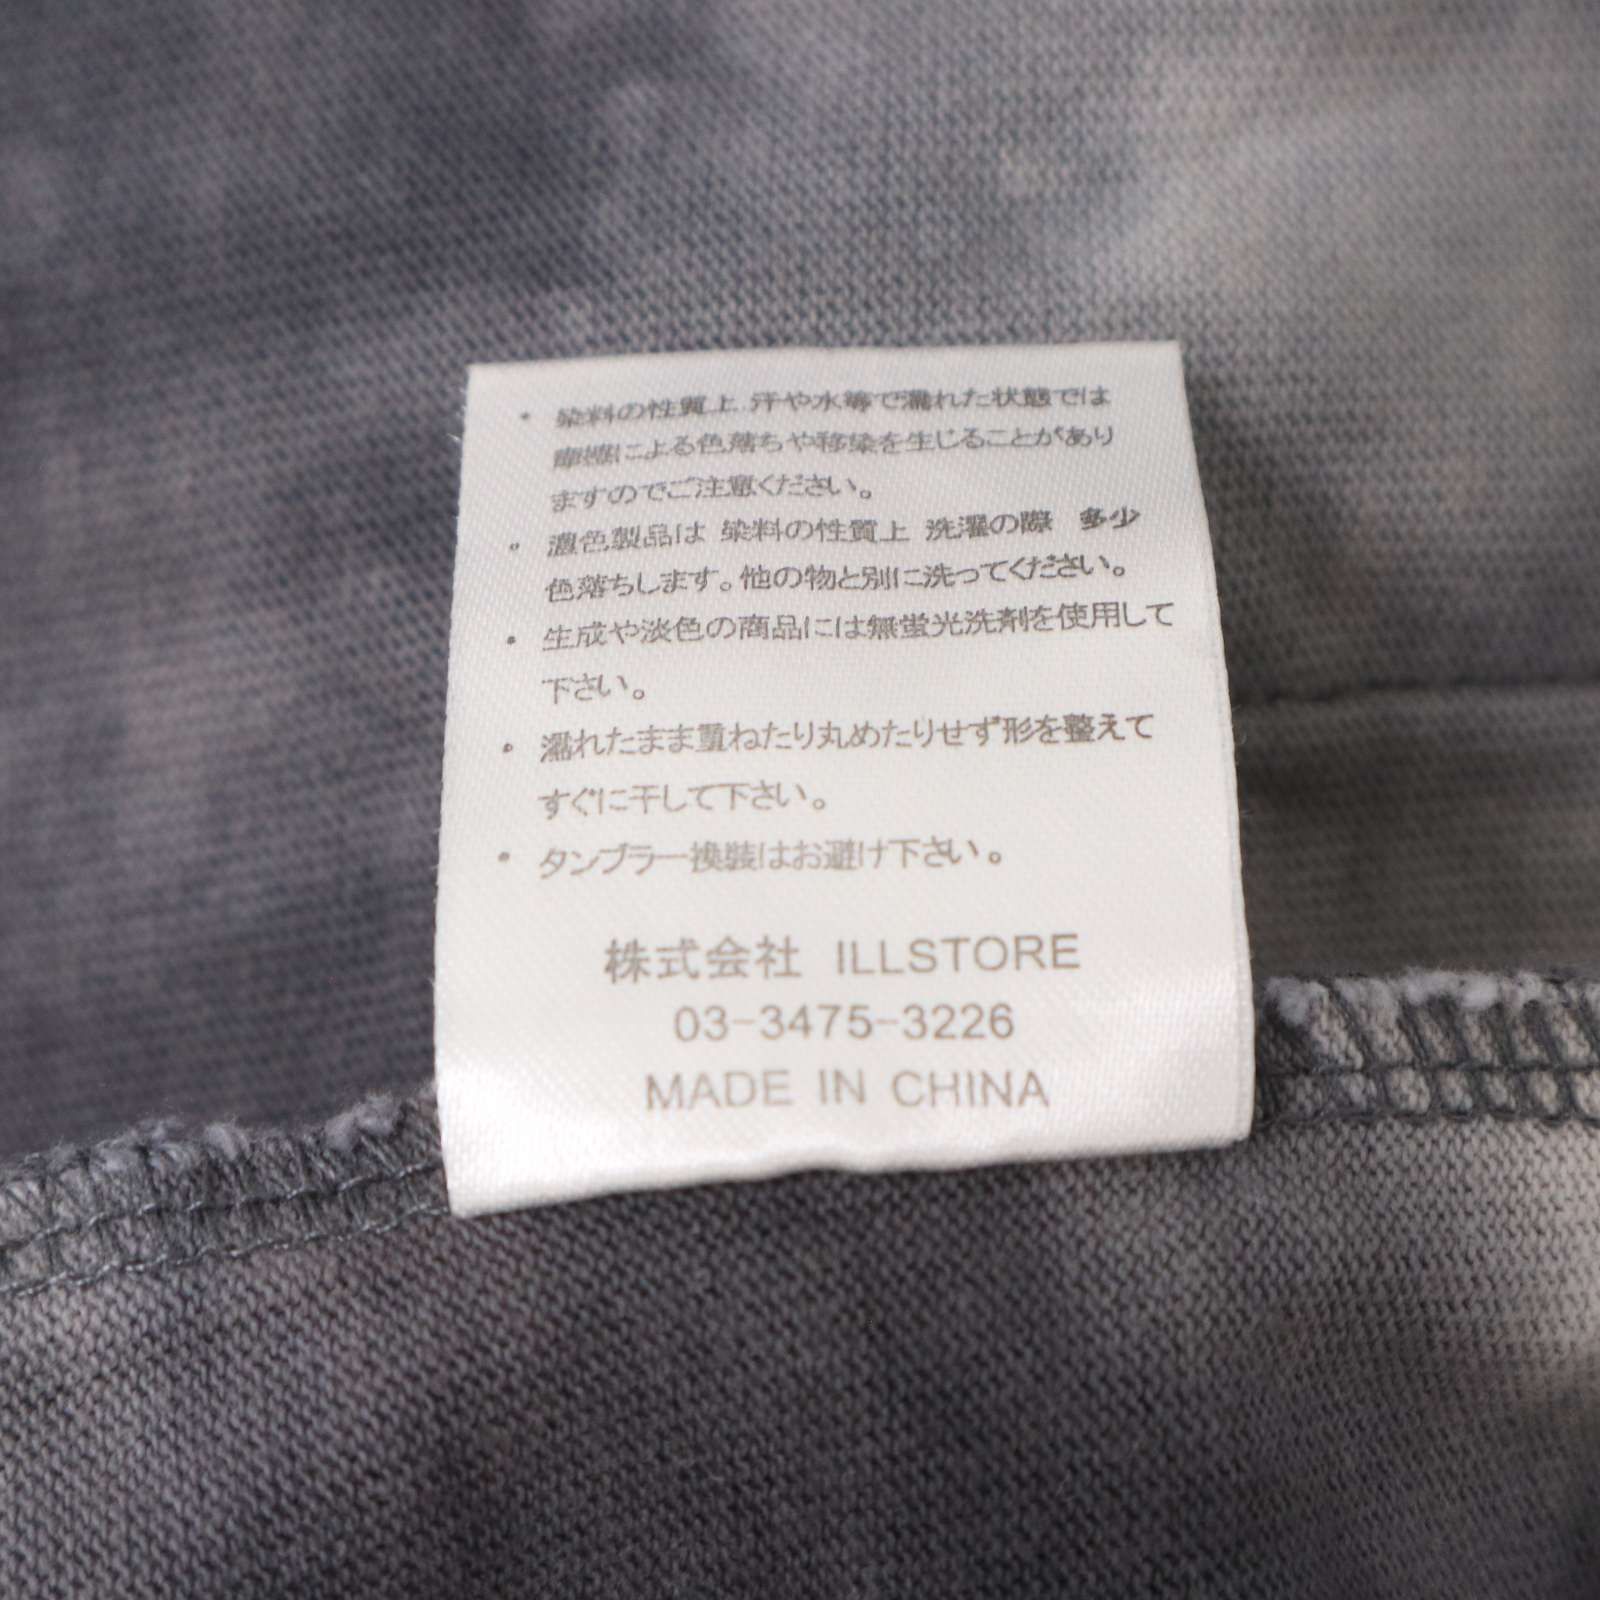 ・ 染料の性質上 汗や水等で濡れた状態では
摩擦による色落ちや移染を生じることがあり
ますのでご注意ください。
・ 濃色製品は 染料の性質上 洗濯の際 多少
色落ちします。他の物と別に洗ってください。
・ 生成や淡色の商品には無蛍光洗剤を使用して
下さい。
・ 濡れたまま重ねたり丸めたりせず形を整えて
すぐに干して下さい。
・ タンブラー換装はお避け下さい。
株式会社 ILLSTORE
03-3475-3226
MADE IN CHINA